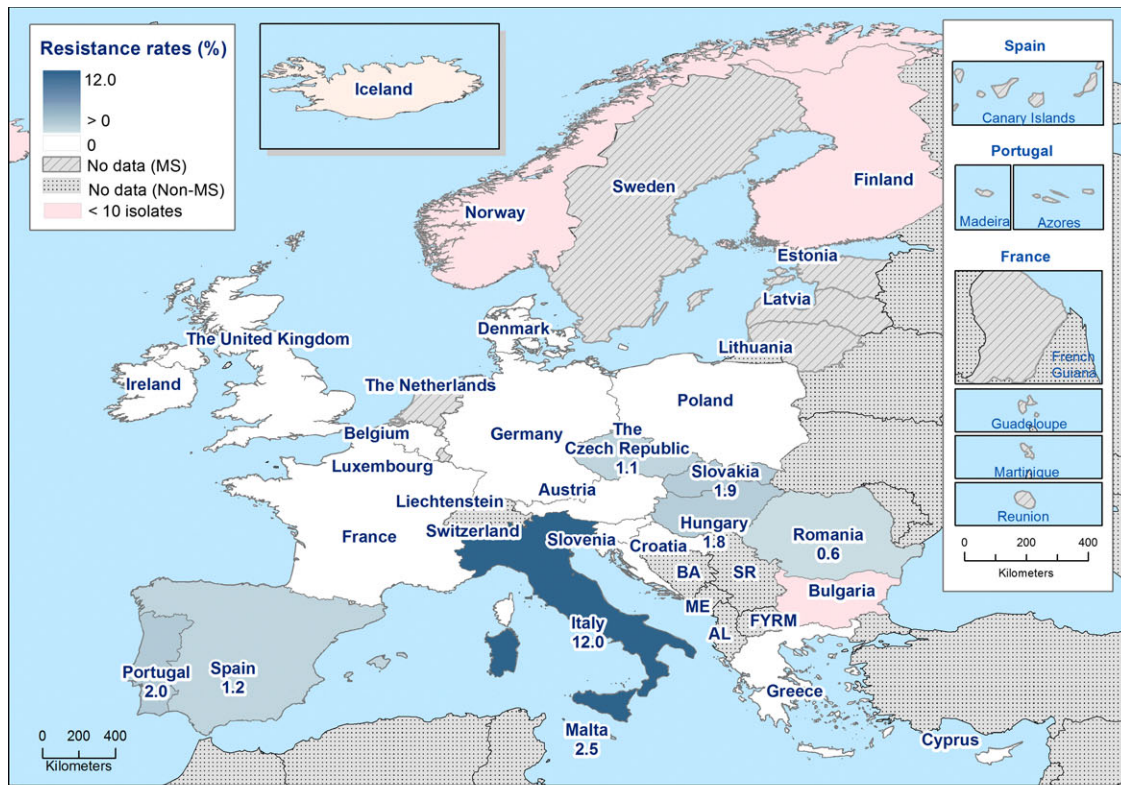 Resistance rates (%)
12.0
> 0
0
No data (MS)
No data (Non-MS)
< 10 isolates
Iceland
Spain
Canary Islands
Portugal
Madeira
Azores
France
French
Guiana
Guadeloupe
Martinique
Reunion
0 200 400
Kilometers
Norway
Sweden
Finland
Estonia
Latvia
Lithuania
Denmark
The United Kingdom
Ireland
The Netherlands
Belgium
Luxembourg
Germany
Poland
The
Czech Republic
1.1
Slovakia
1.9
Austria
Liechtenstein
Switzerland
France
Hungary
1.8
Slovenia
Croatia
Romania
0.6
BA
SR
Bulgaria
ME
FYRM
AL
Italy
12.0
Portugal
2.0
Spain
1.2
Greece
Malta
2.5
Cyprus
0 200 400
Kilometers